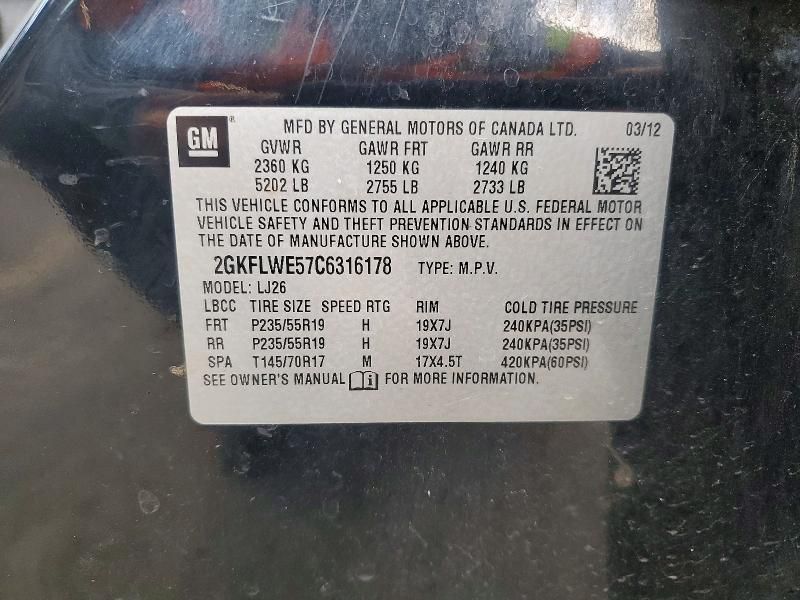 GM® MFD BY GENERAL MOTORS OF CANADA LTD. 03/12
GVWR GAWR FRT GAWR RR
2360 KG 1250 KG 1240 KG
5202 LB 2755 LB 2733 LB
THIS VEHICLE CONFORMS TO ALL APPLICABLE U.S. FEDERAL MOTOR
VEHICLE SAFETY AND THEFT PREVENTION STANDARDS IN EFFECT ON
THE DATE OF MANUFACTURE SHOWN ABOVE.
2GKFLWE57C6316178 TYPE: M.P.V.
MODEL: LJ26
LBCC TIRE SIZE SPEED RTG RIM COLD TIRE PRESSURE
FRT P235/55R19 H 19X7J 240KPA(35PSI)
RR P235/55R19 H 19X7J 240KPA(35PSI)
SPA T145/70R17 M 17X4.5T 420KPA(60PSI)
SEE OWNER'S MANUAL FOR MORE INFORMATION.